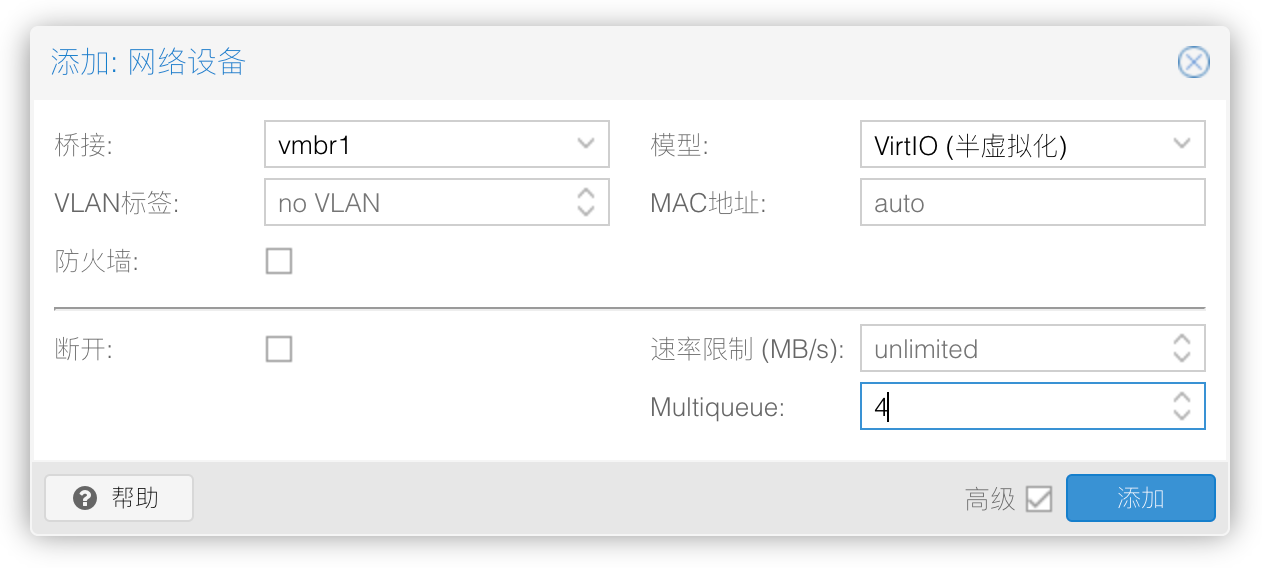 添加: 网络设备
桥接: vmbr1 模型: VirtIO (半虚拟化)
VLAN标签: no VLAN MAC地址: auto
防火墙:
断开: 速率限制 (MB/s): unlimited
Multiqueue: 4
帮助 高级 添加